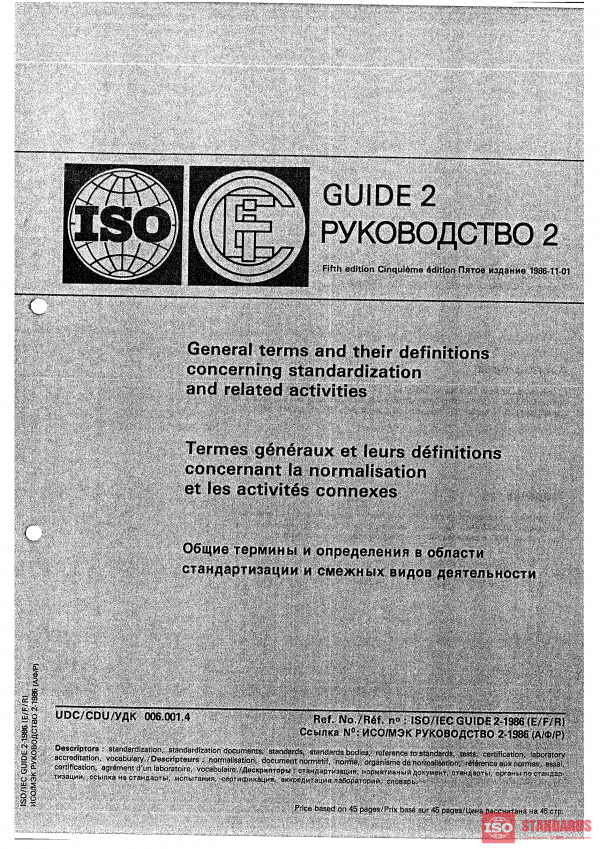 ISO
GUIDE 2
РУКОВОДСТВО 2
Fifth edition Cinquième édition Пятое издание 1986-11-01
General terms and their definitions
concerning standardization
and related activities
Termes généraux et leurs définitions
concernant la normalisation
et les activités connexes
Общие термины и определения в области
стандартизации и смежных видов деятельности
ISO/IEC GUIDE 2-1986 (E/F/R)
ИСО/МЭК РУКОВОДСТВО 2-1986 (А/Ф/Р)
UDC/CDU/УДК 006.001.4
Ref. No./Réf. nº : ISO/IEC GUIDE 2-1986 (E/F/R)
Ссылка №: ИСО/МЭК РУКОВОДСТВО 2-1986 (А/Ф/Р)
Descriptors : standardization, standardization documents, standards, standards bodies, reference to standards, tests, certification, laboratory
accreditation, vocabulary./Descripteurs : normalisation, document normatif, norme, organisme de normalisation, référence aux normes, essai,
certification, agrément d'un laboratoire, vocabulaire./Дескрипторы : стандартизация, нормативный документ, стандарты, органы по стандар-
тизации, ссылка на стандарты, испытания, сертификация, аккредитация лабораторий, словарь.
Price based on 45 pages/Prix basé sur 45 pages/Цена рассчитана на 45 стр.
ISO STANDARDS